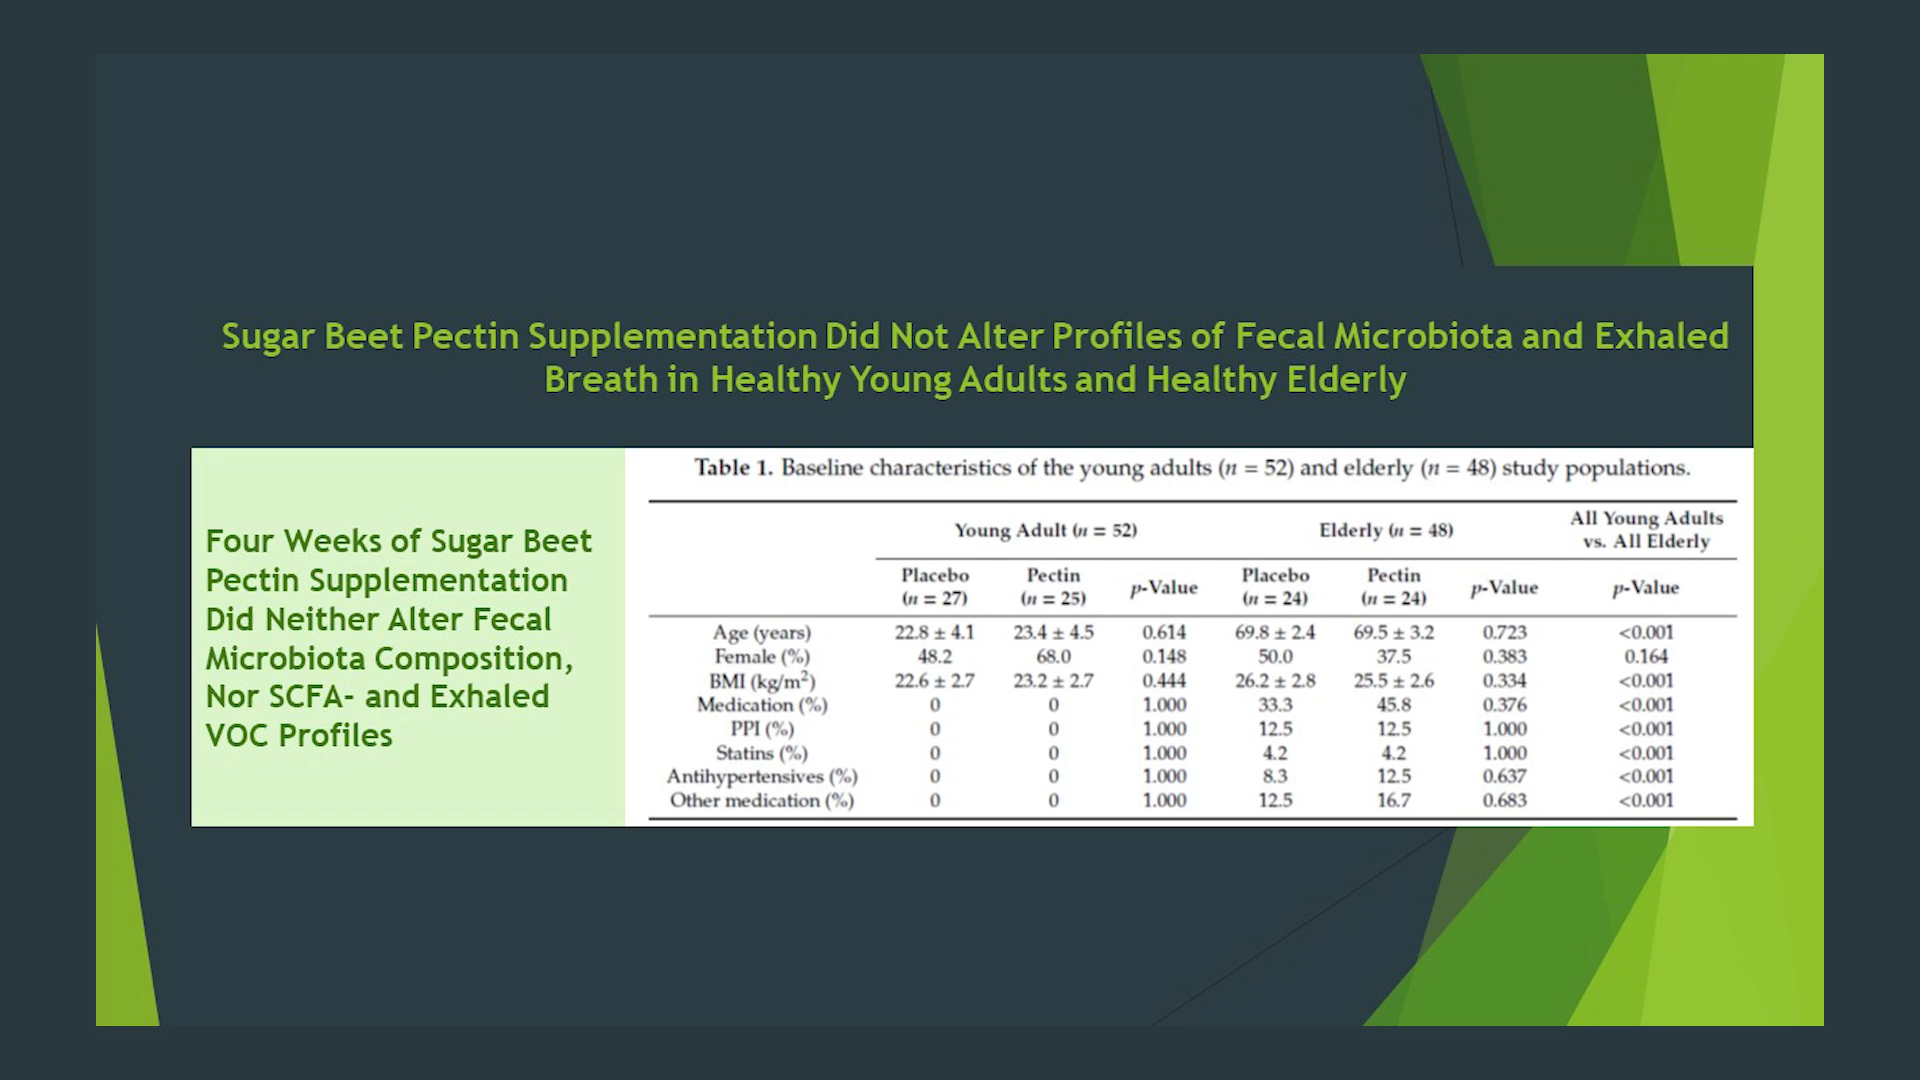 Sugar Beet Pectin Supplementation Did Not Alter Profiles of Fecal Microbiota and Exhaled
Breath in Healthy Young Adults and Healthy Elderly
Four Weeks of Sugar Beet
Pectin Supplementation
Did Neither Alter Fecal
Microbiota Composition,
Nor SCFA- and Exhaled
VOC Profiles
Table 1. Baseline characteristics of the young adults (n = 52) and elderly (n = 48) study populations.
Young Adult (n = 52) Elderly (n = 48) All Young Adults
vs. All Elderly
Placebo Pectin p-Value Placebo Pectin p-Value p-Value
(n = 27) (n = 25) (n = 24) (n = 24)
Age (years) 22.8 ± 4.1 23.4 ± 4.5 0.614 69.8 ± 2.4 69.5 ± 3.2 0.723 <0.001
Female (%) 48.2 68.0 0.148 50.0 37.5 0.383 0.164
BMI (kg/m²) 22.6 ± 2.7 23.2 ± 2.7 0.444 26.2 ± 2.8 25.5 ± 2.6 0.334 <0.001
Medication (%) 0 0 1.000 33.3 45.8 0.376 <0.001
PPI (%) 0 0 1.000 12.5 12.5 1.000 <0.001
Statins (%) 0 0 1.000 4.2 4.2 1.000 <0.001
Antihypertensives (%) 0 0 1.000 8.3 12.5 0.637 <0.001
Other medication (%) 0 0 1.000 12.5 16.7 0.683 <0.001